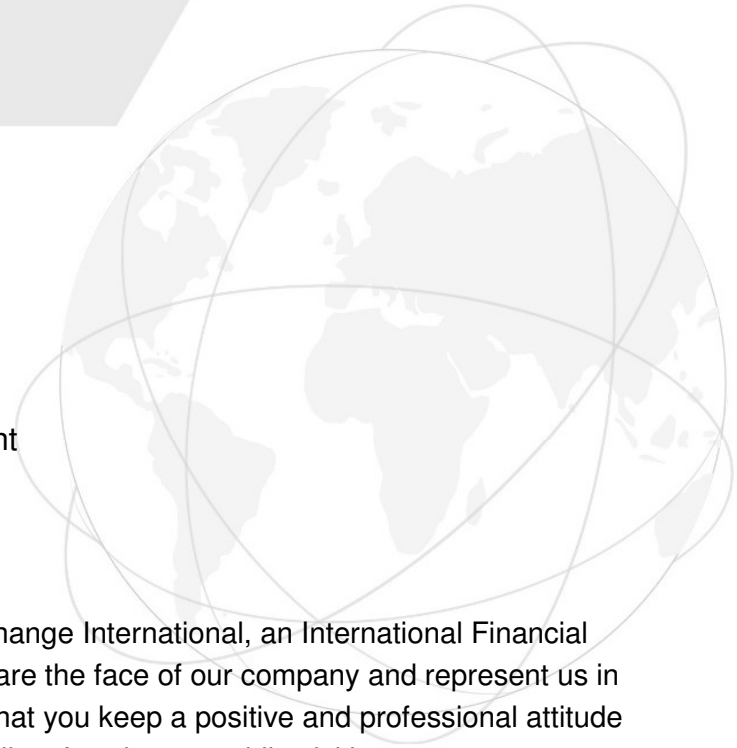 nt
hange International, an International Financial
are the face of our company and represent us in
hat you keep a positive and professional attitude